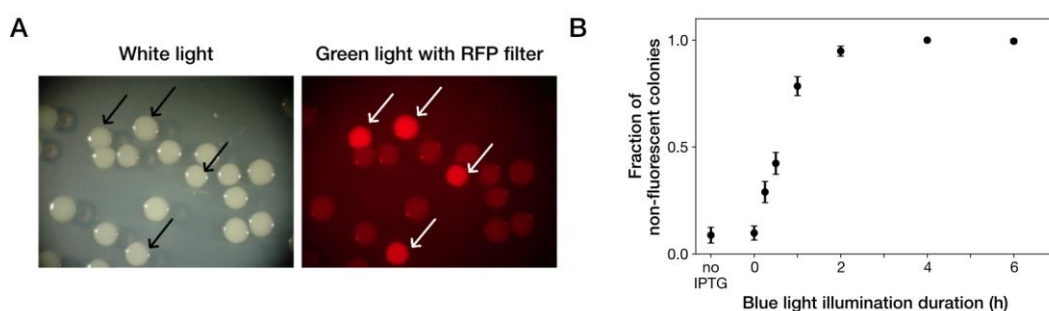 A
White light
Green light with RFP filter
B
Fraction of
non-fluorescent colonies
1.0
0.5
0.0
no
IPTG
0
2
4
6
Blue light illumination duration (h)